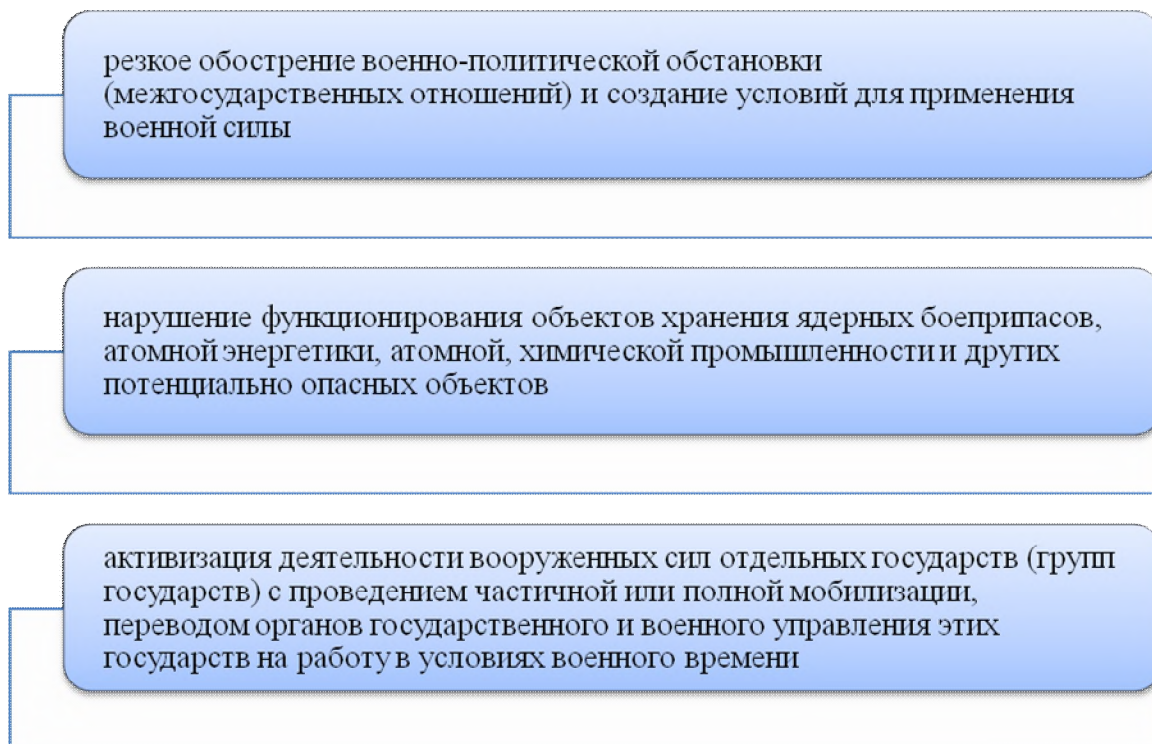 резкое обострение военно-политической обстановки
(межгосударственных отношений) и создание условий для применения
военной силы
нарушение функционирования объектов хранения ядерных боеприпасов,
атомной энергетики, атомной, химической промышленности и других
потенциально опасных объектов
активизация деятельности вооруженных сил отдельных государств (групп
государств) с проведением частичной или полной мобилизации,
переводом органов государственного и военного управления этих
государств на работу в условиях военного времени